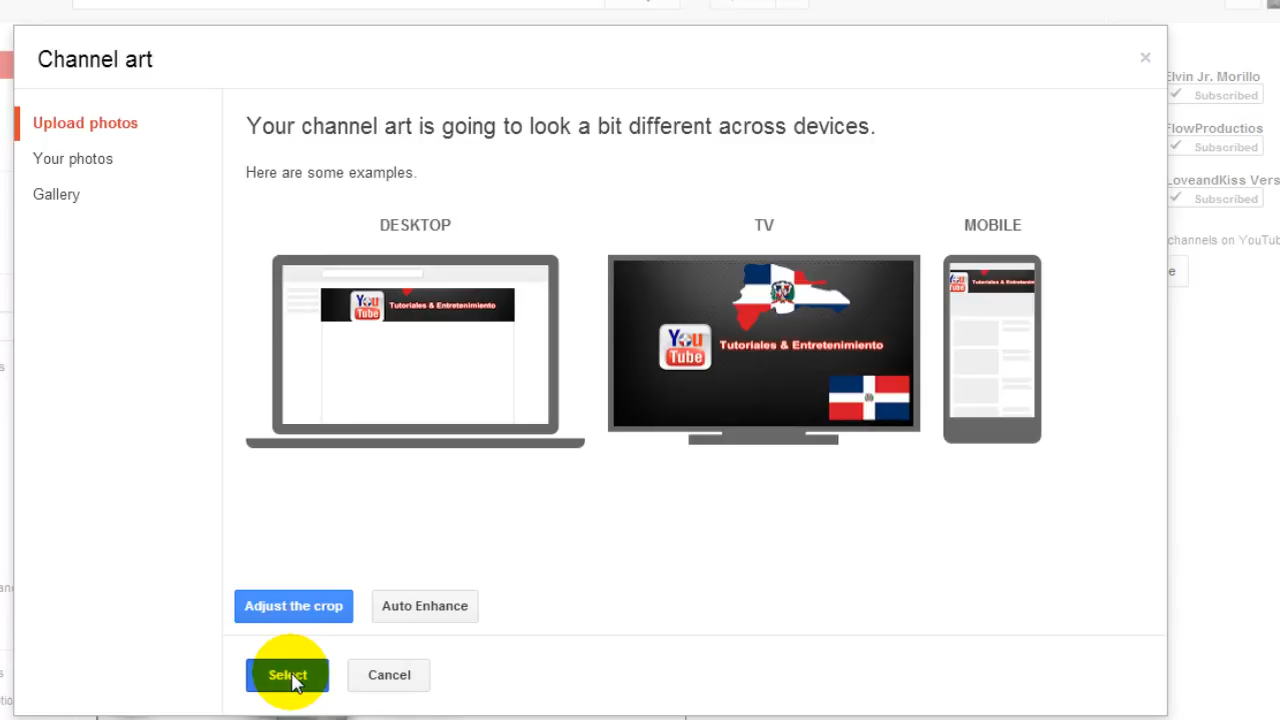 Channel art
×
Upload photos
Your photos
Gallery
Your channel art is going to look a bit different across devices.
Here are some examples.
DESKTOP
TV
MOBILE
You
Tube
Tutoriales & Entretenimiento
You
Tube
Tutoriales & Entretenimiento
Adjust the crop
Auto Enhance
Select
Cancel
Elvin Jr. Morillo
Subscribed
FlowProductios
Subscribed
LoveandKiss Vers
Subscribed
channels on YouTub